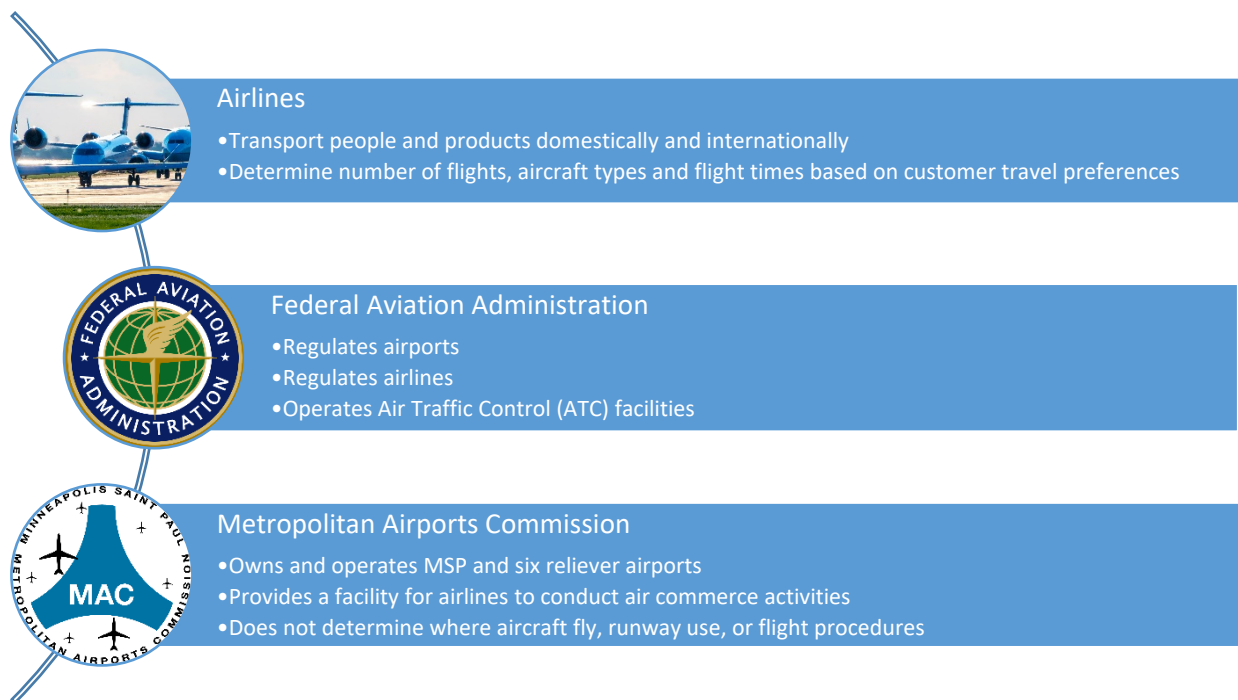 Airlines
•Transport people and products domestically and internationally
•Determine number of flights, aircraft types and flight times based on customer travel preferences
FEDERAL AVIATION
ADMINISTRATION
Federal Aviation Administration
•Regulates airports
•Regulates airlines
•Operates Air Traffic Control (ATC) facilities
MINNEAPOLIS SAINT PAUL
METROPOLITAN AIRPORTS COMMISSION
MAC
Metropolitan Airports Commission
•Owns and operates MSP and six reliever airports
•Provides a facility for airlines to conduct air commerce activities
•Does not determine where aircraft fly, runway use, or flight procedures